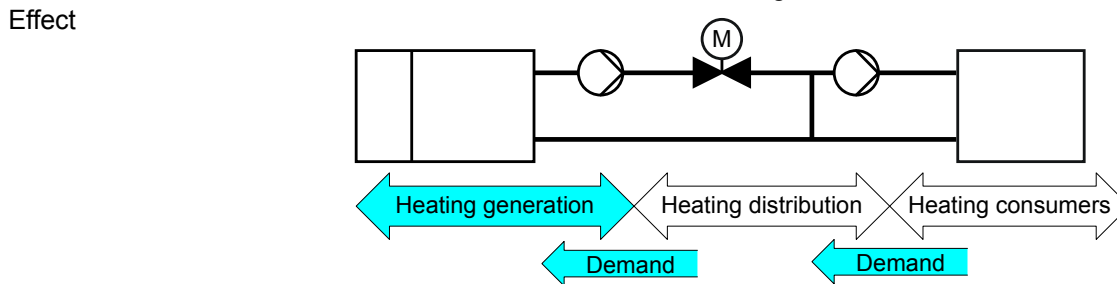 Effect
M
Heating generation
Heating distribution
Heating consumers
Demand
Demand